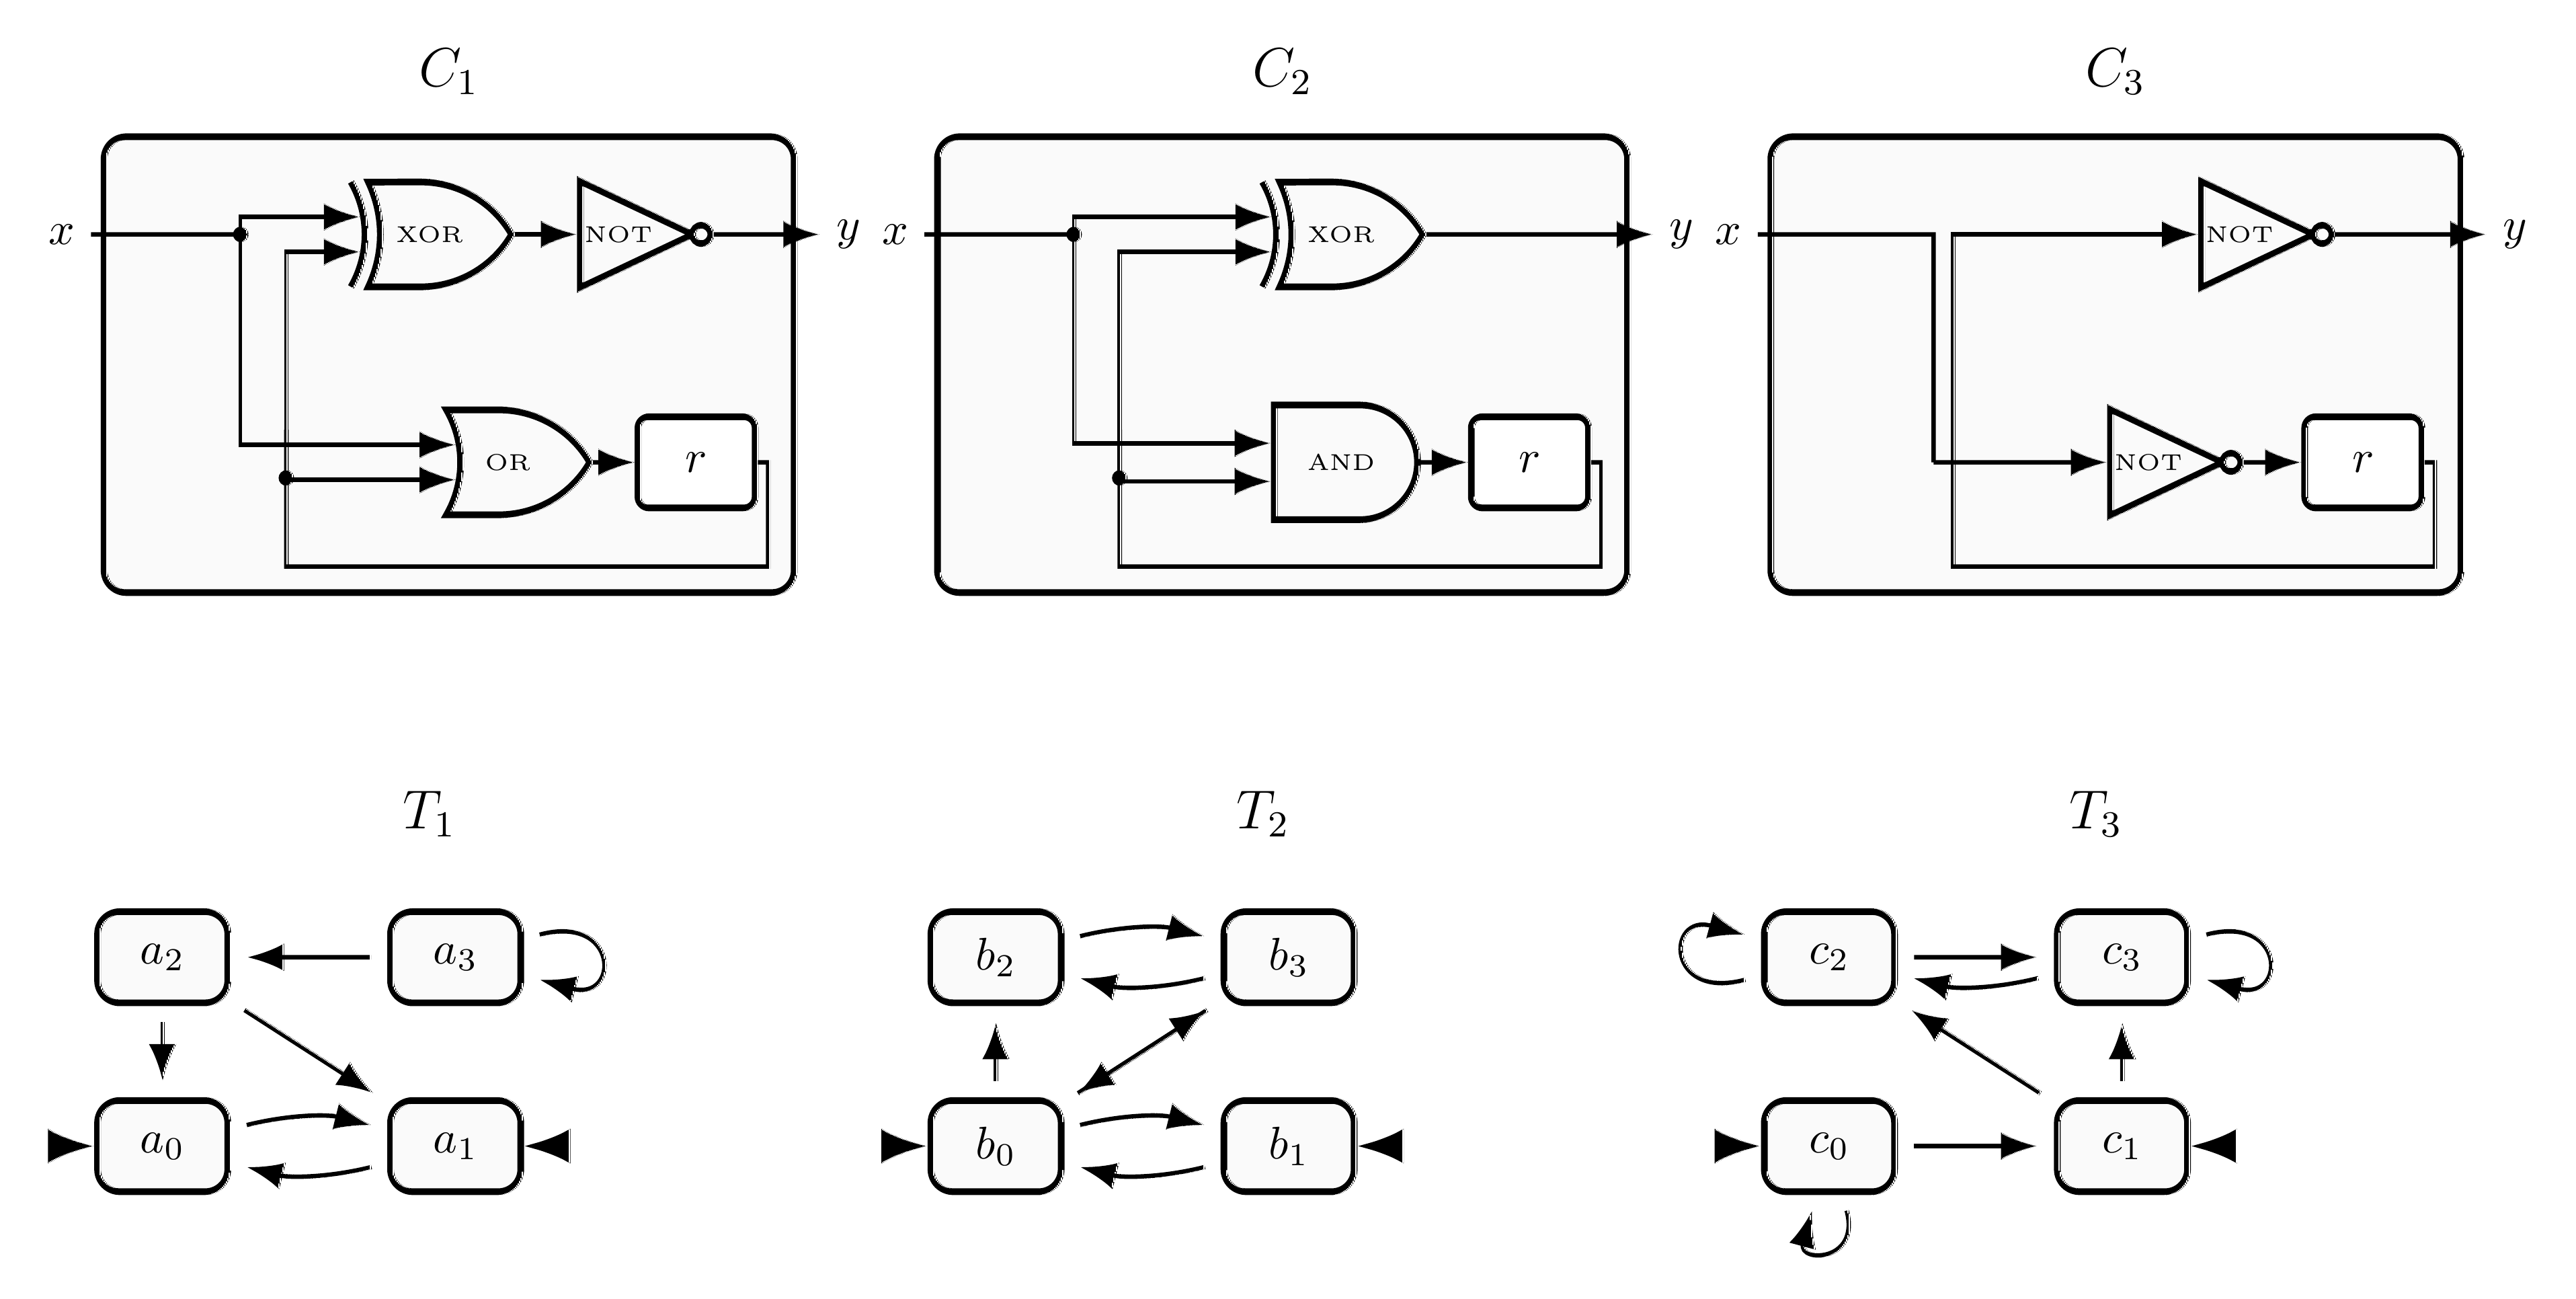 C₁ C₂ C₃
x XOR NOT y x XOR y x NOT y
OR r AND r NOT r
T₁ T₂ T₃
a₂ a₃ b₂ b₃ c₂ c₃
a₀ a₁ b₀ b₁ c₀ c₁